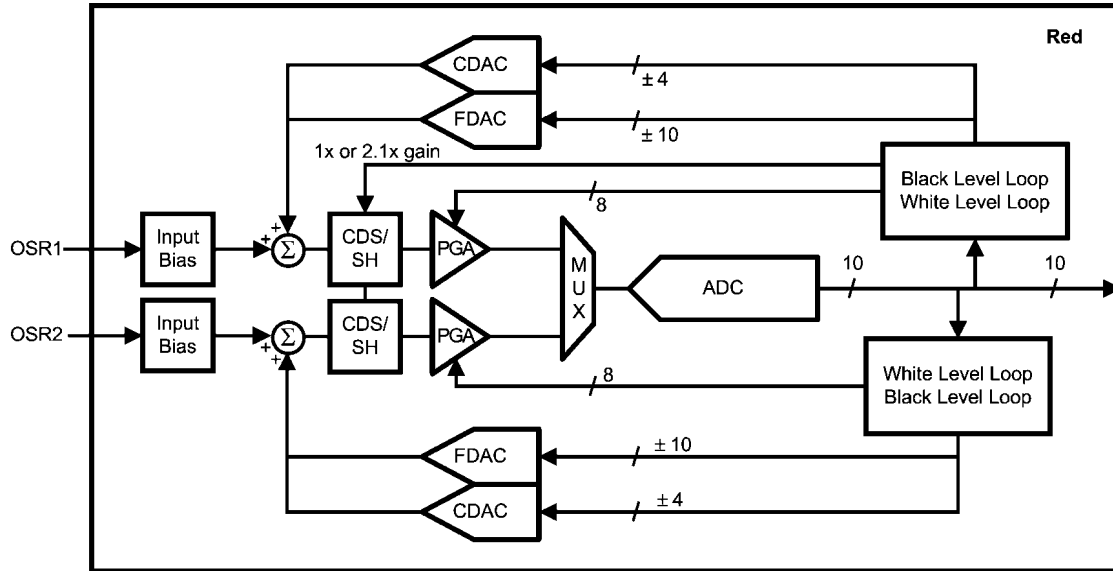 Red
CDAC
± 4
FDAC
± 10
1x or 2.1x gain
Black Level Loop
White Level Loop
8
OSR1
Input
Bias
+
+
Σ
CDS/
SH
PGA
M
U
X
ADC
10
10
OSR2
Input
Bias
+
+
Σ
CDS/
SH
PGA
8
White Level Loop
Black Level Loop
FDAC
± 10
CDAC
± 4